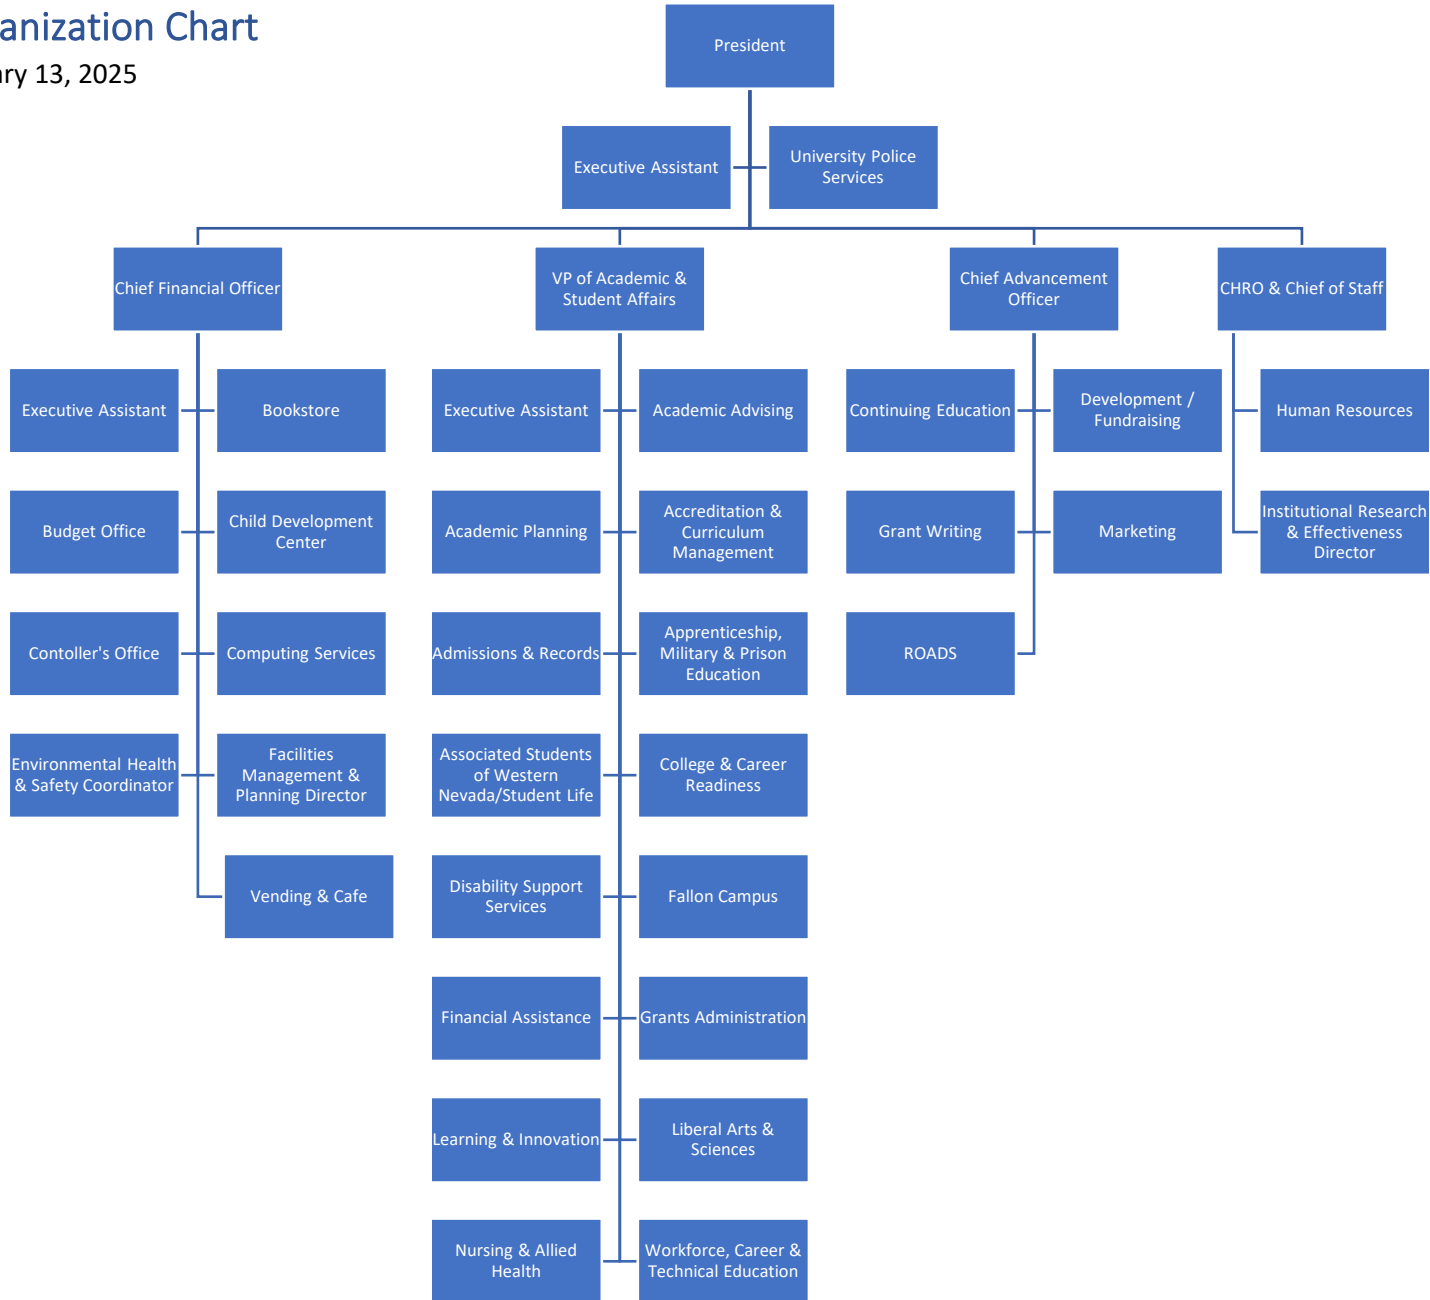 anization Chart
ary 13, 2025
President
Executive Assistant
University Police
Services
Chief Financial Officer
VP of Academic &
Student Affairs
Chief Advancement
Officer
CHRO & Chief of Staff
Executive Assistant
Bookstore
Budget Office
Child Development
Center
Contoller's Office
Computing Services
Environmental Health
& Safety Coordinator
Facilities
Management &
Planning Director
Vending & Cafe
Executive Assistant
Academic Advising
Academic Planning
Accreditation &
Curriculum
Management
Admissions & Records
Apprenticeship,
Military & Prison
Education
Associated Students
of Western
Nevada/Student Life
College & Career
Readiness
Disability Support
Services
Fallon Campus
Financial Assistance
Grants Administration
Learning & Innovation
Liberal Arts &
Sciences
Nursing & Allied
Health
Workforce, Career &
Technical Education
Continuing Education
Development /
Fundraising
Grant Writing
Marketing
ROADS
Human Resources
Institutional Research
& Effectiveness
Director